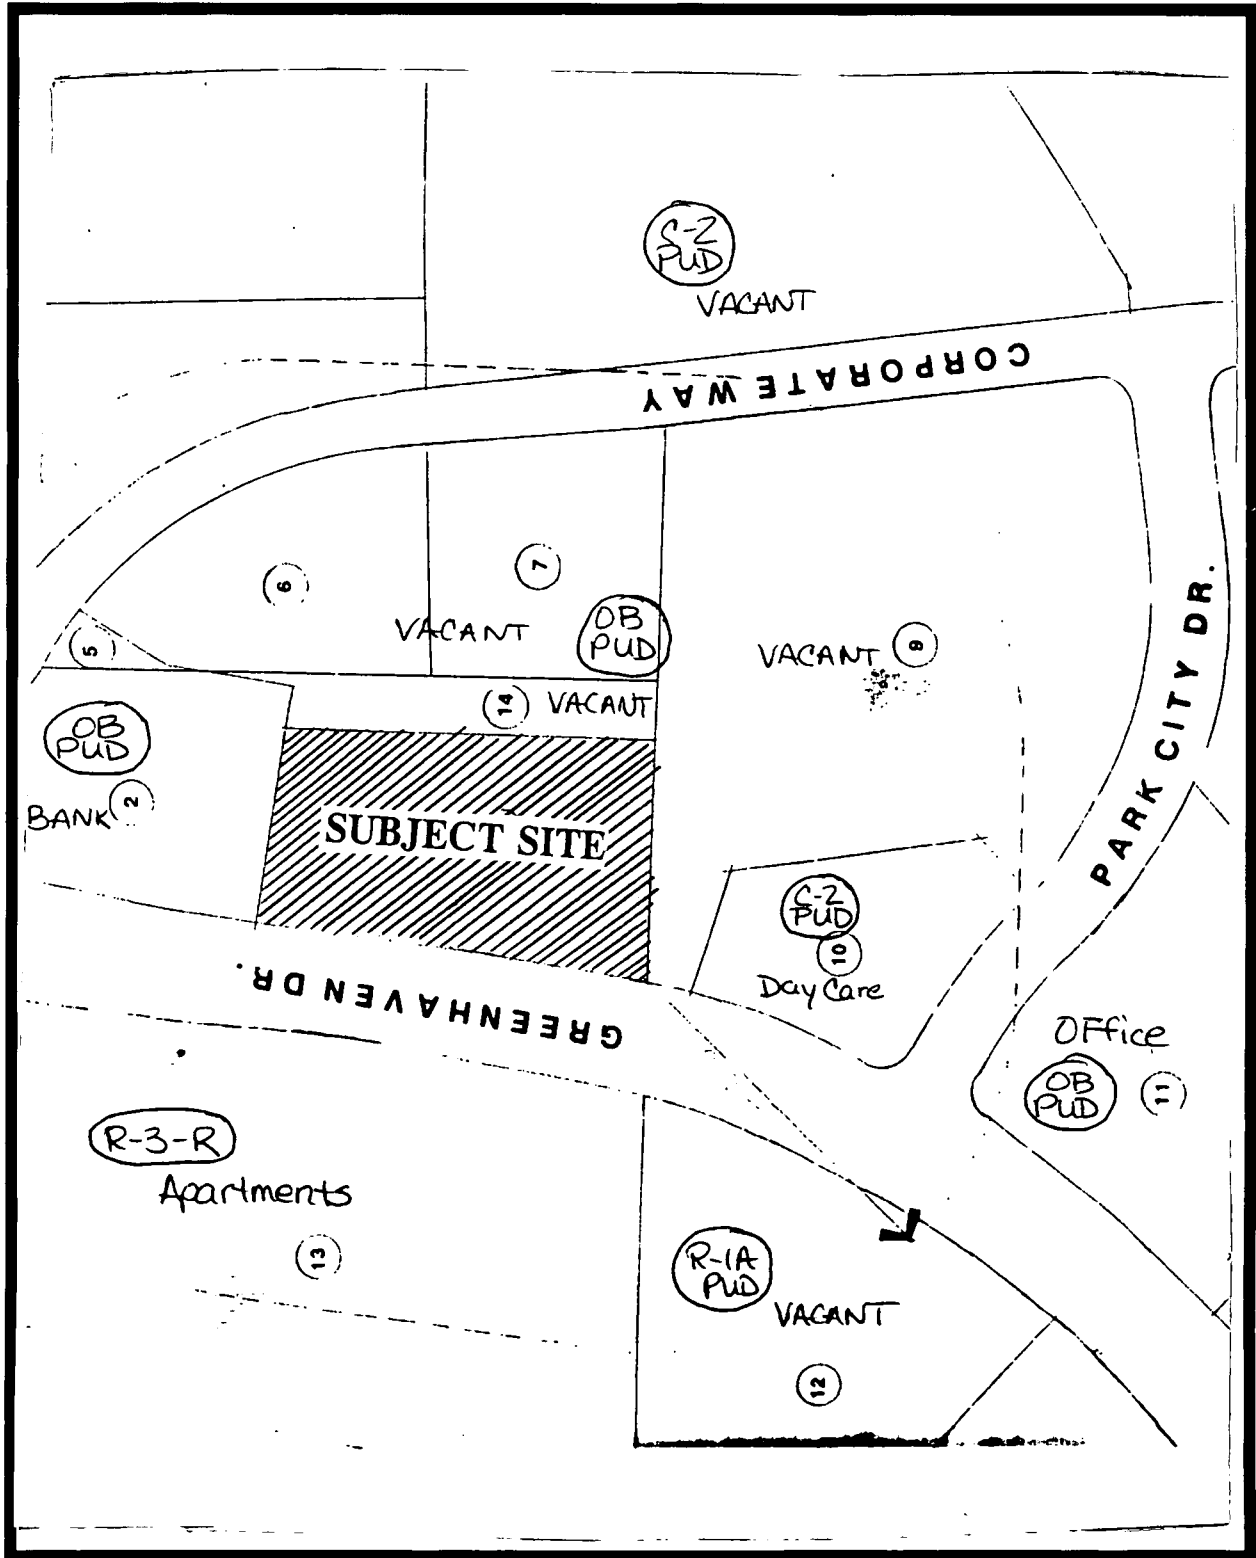 C-2
PUD
VACANT
CORPORATE WAY
7
6
OB
PUD
VACANT
VACANT
9
5
14
VACANT
OB
PUD
BANK
2
SUBJECT SITE
PARK CITY DR.
C-2
PUD
10
Day Care
GREENHAVEN DR.
OFFice
OB
PUD
11
R-3-R
Apartments
13
R-1A
PUD
VACANT
12